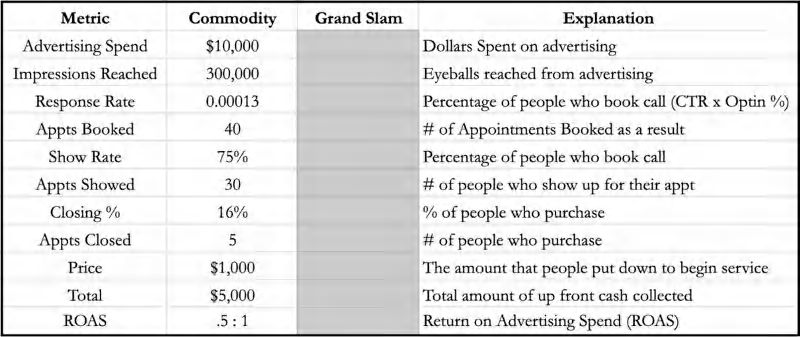 Metric Commodity Grand Slam Explanation
Advertising Spend $10,000 Dollars Spent on advertising
Impressions Reached 300,000 Eyeballs reached from advertising
Response Rate 0.00013 Percentage of people who book call (CTR x Optin %)
Appts Booked 40 # of Appointments Booked as a result
Show Rate 75% Percentage of people who book call
Appts Showed 30 # of people who show up for their appt
Closing % 16% % of people who purchase
Appts Closed 5 # of people who purchase
Price $1,000 The amount that people put down to begin service
Total $5,000 Total amount of up front cash collected
ROAS .5 : 1 Return on Advertising Spend (ROAS)